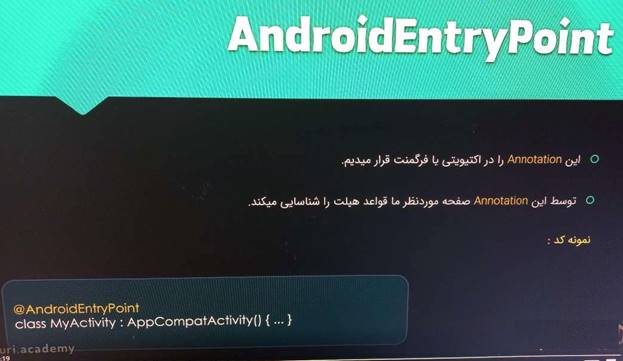 AndroidEntryPoint
این Annotation را در اکتیویتی یا فرگمنت قرار میدیم.
توسط این Annotation صفحه موردنظر ما قواعد هیلت را شناسایی میکند.
نمونه کد :
@AndroidEntryPoint
class MyActivity : AppCompatActivity() { ... }
uri.academy
:19